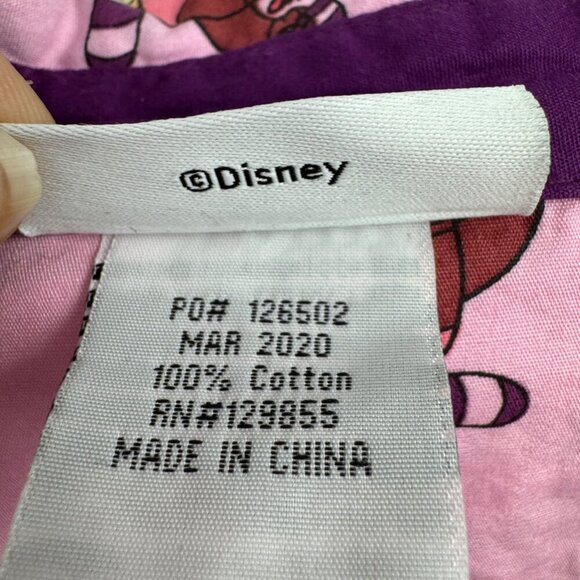 ©Disney
PO# 126502
MAR 2020
100% Cotton
RN#129855
MADE IN CHINA